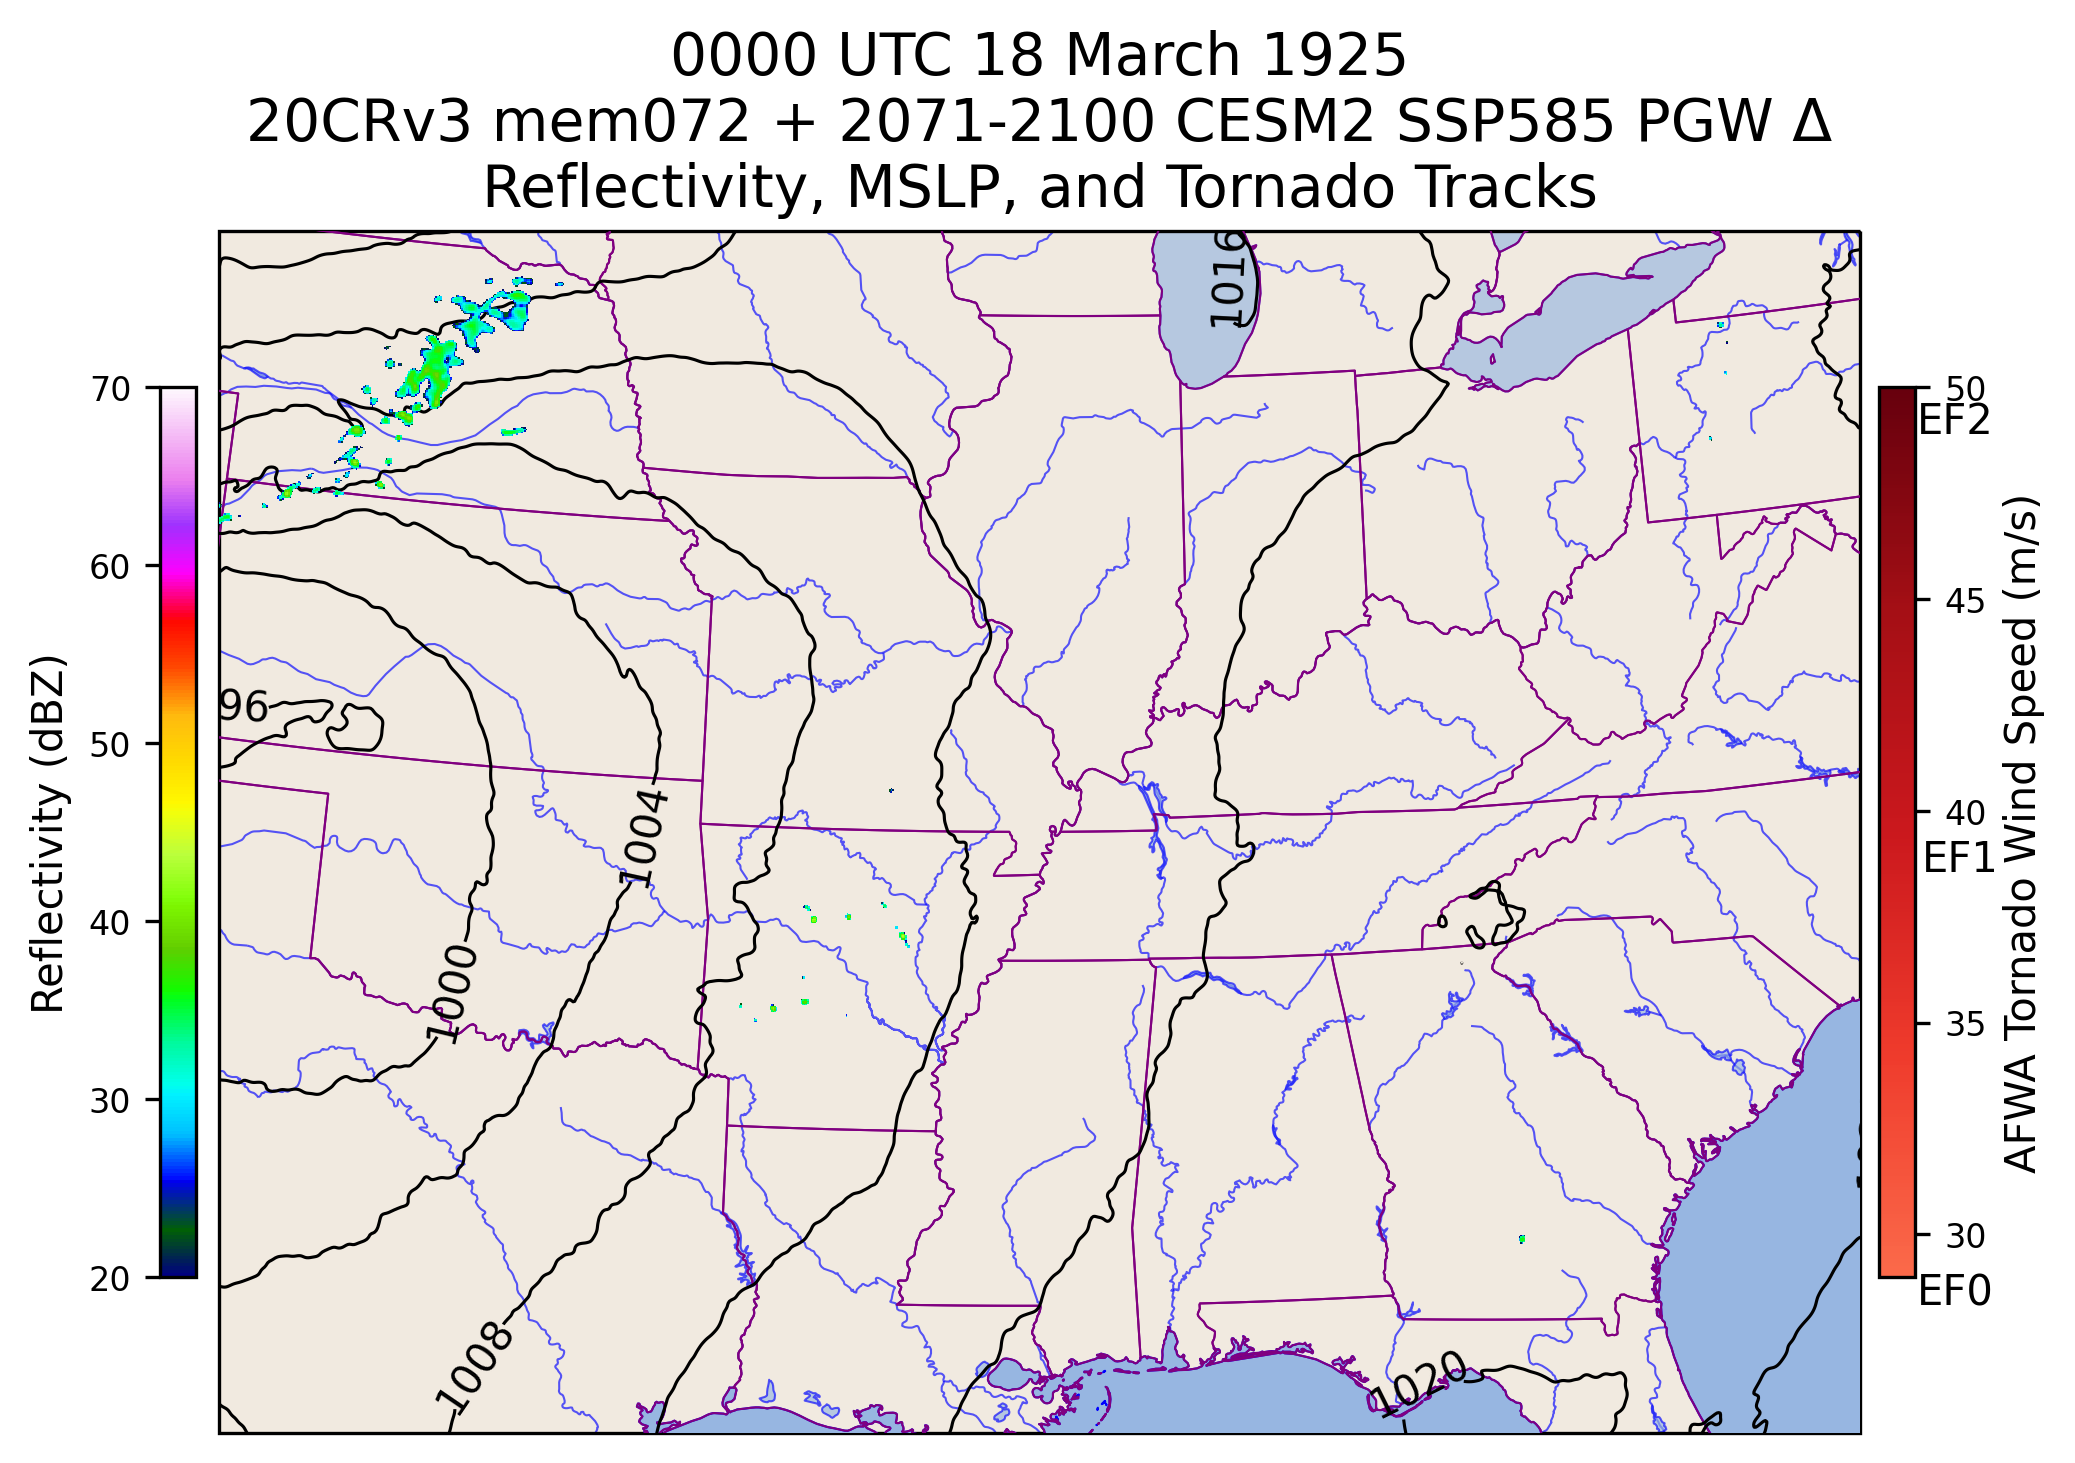 0000 UTC 18 March 1925
20CRv3 mem072 + 2071-2100 CESM2 SSP585 PGW Δ
Reflectivity, MSLP, and Tornado Tracks
1016
96
1004
1000
1008
1020
70
60
50
40
30
20
Reflectivity (dBZ)
50
EF2
45
40
EF1
35
30
EF0
AFWA Tornado Wind Speed (m/s)